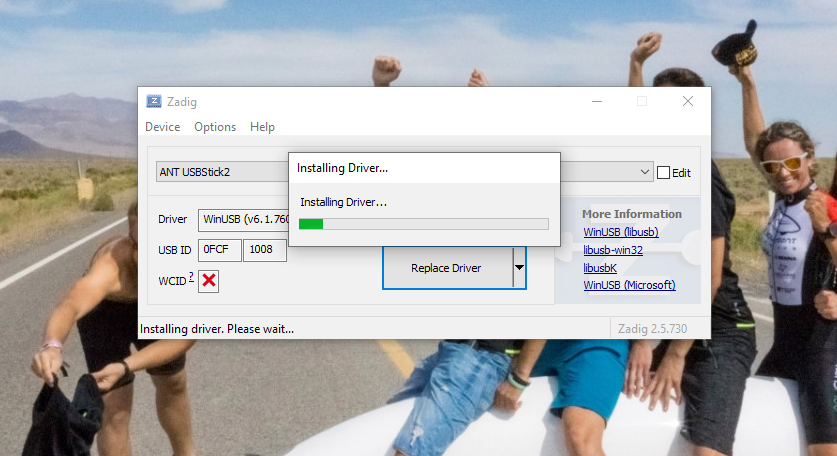 Zadig
Device Options Help
Installing Driver...
ANT USBStick2
Edit
Installing Driver...
Driver WinUSB (v6.1.760
USB ID 0FCF 1008
WCID ?
Replace Driver
More Information
WinUSB (libusb)
libusb-win32
libusbK
WinUSB (Microsoft)
Installing driver. Please wait...
Zadig 2.5.730